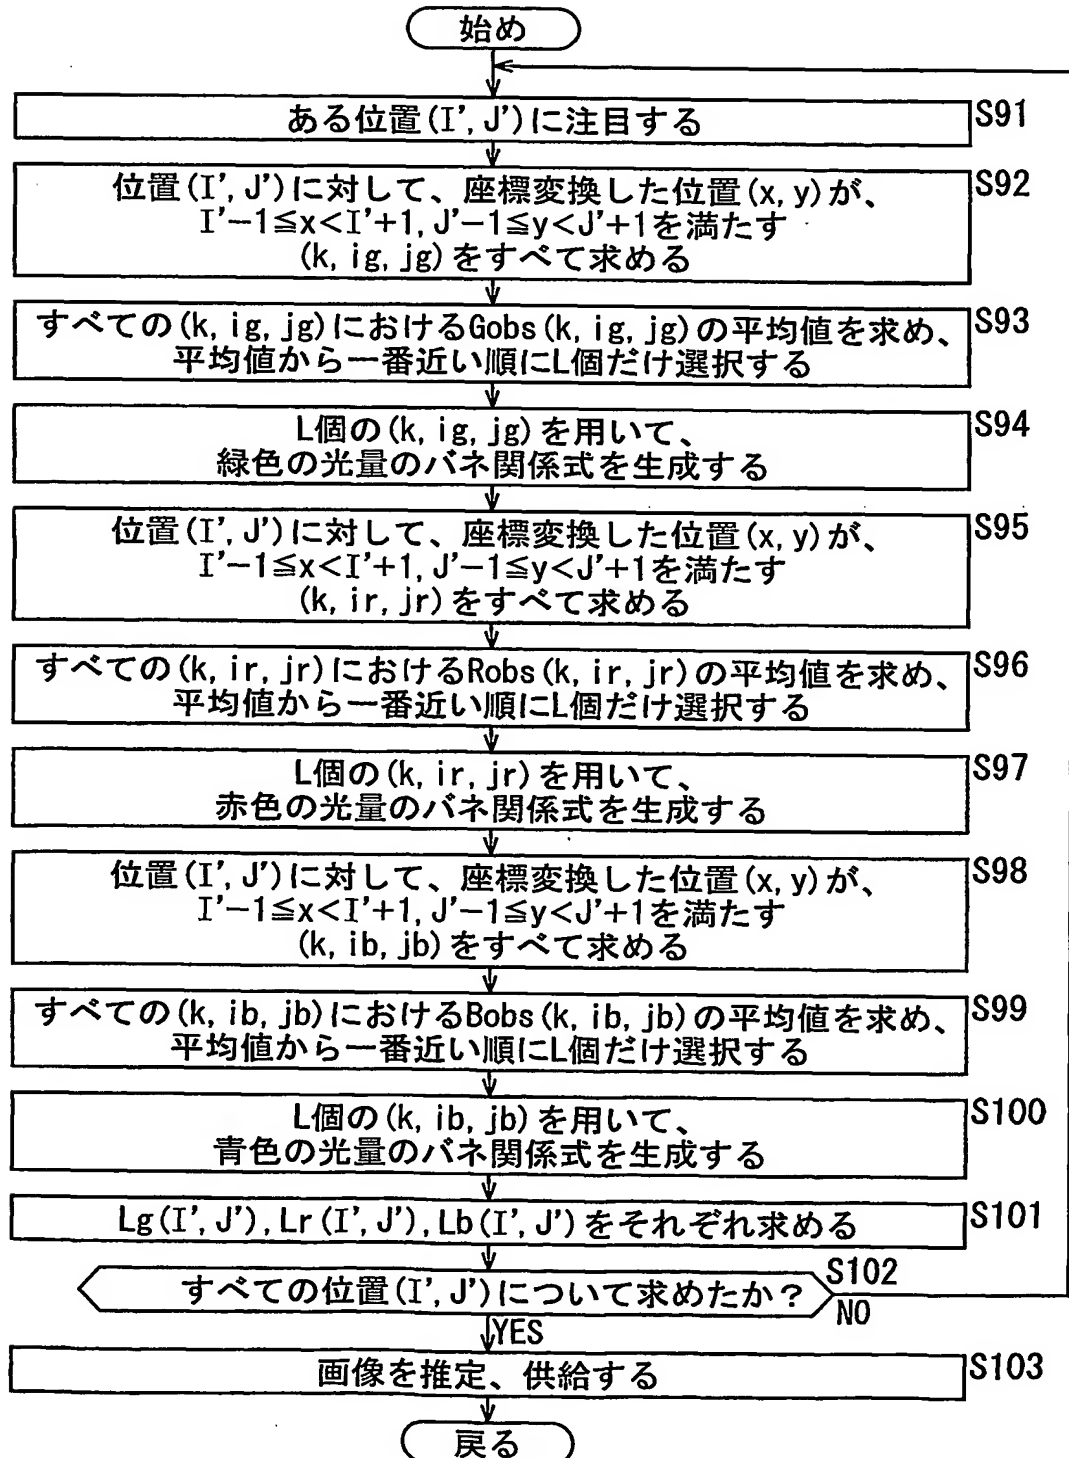 始め
ある位置(I', J')に注目する
S91
位置(I', J')に対して、座標変換した位置(x, y)が、
I'-1≦x<I'+1, J'-1≦y<J'+1を満たす
(k, ig, jg)をすべて求める
S92
すべての(k, ig, jg)におけるGobs(k, ig, jg)の平均値を求め、
平均値から一番近い順にL個だけ選択する
S93
L個の(k, ig, jg)を用いて、
緑色の光量のバネ関係式を生成する
S94
位置(I', J')に対して、座標変換した位置(x, y)が、
I'-1≦x<I'+1, J'-1≦y<J'+1を満たす
(k, ir, jr)をすべて求める
S95
すべての(k, ir, jr)におけるRobs(k, ir, jr)の平均値を求め、
平均値から一番近い順にL個だけ選択する
S96
L個の(k, ir, jr)を用いて、
赤色の光量のバネ関係式を生成する
S97
位置(I', J')に対して、座標変換した位置(x, y)が、
I'-1≦x<I'+1, J'-1≦y<J'+1を満たす
(k, ib, jb)をすべて求める
S98
すべての(k, ib, jb)におけるBobs(k, ib, jb)の平均値を求め、
平均値から一番近い順にL個だけ選択する
S99
L個の(k, ib, jb)を用いて、
青色の光量のバネ関係式を生成する
S100
Lg(I', J'), Lr(I', J'), Lb(I', J')をそれぞれ求める
S101
すべての位置(I', J')について求めたか?
S102
NO
YES
画像を推定、供給する
S103
戻る